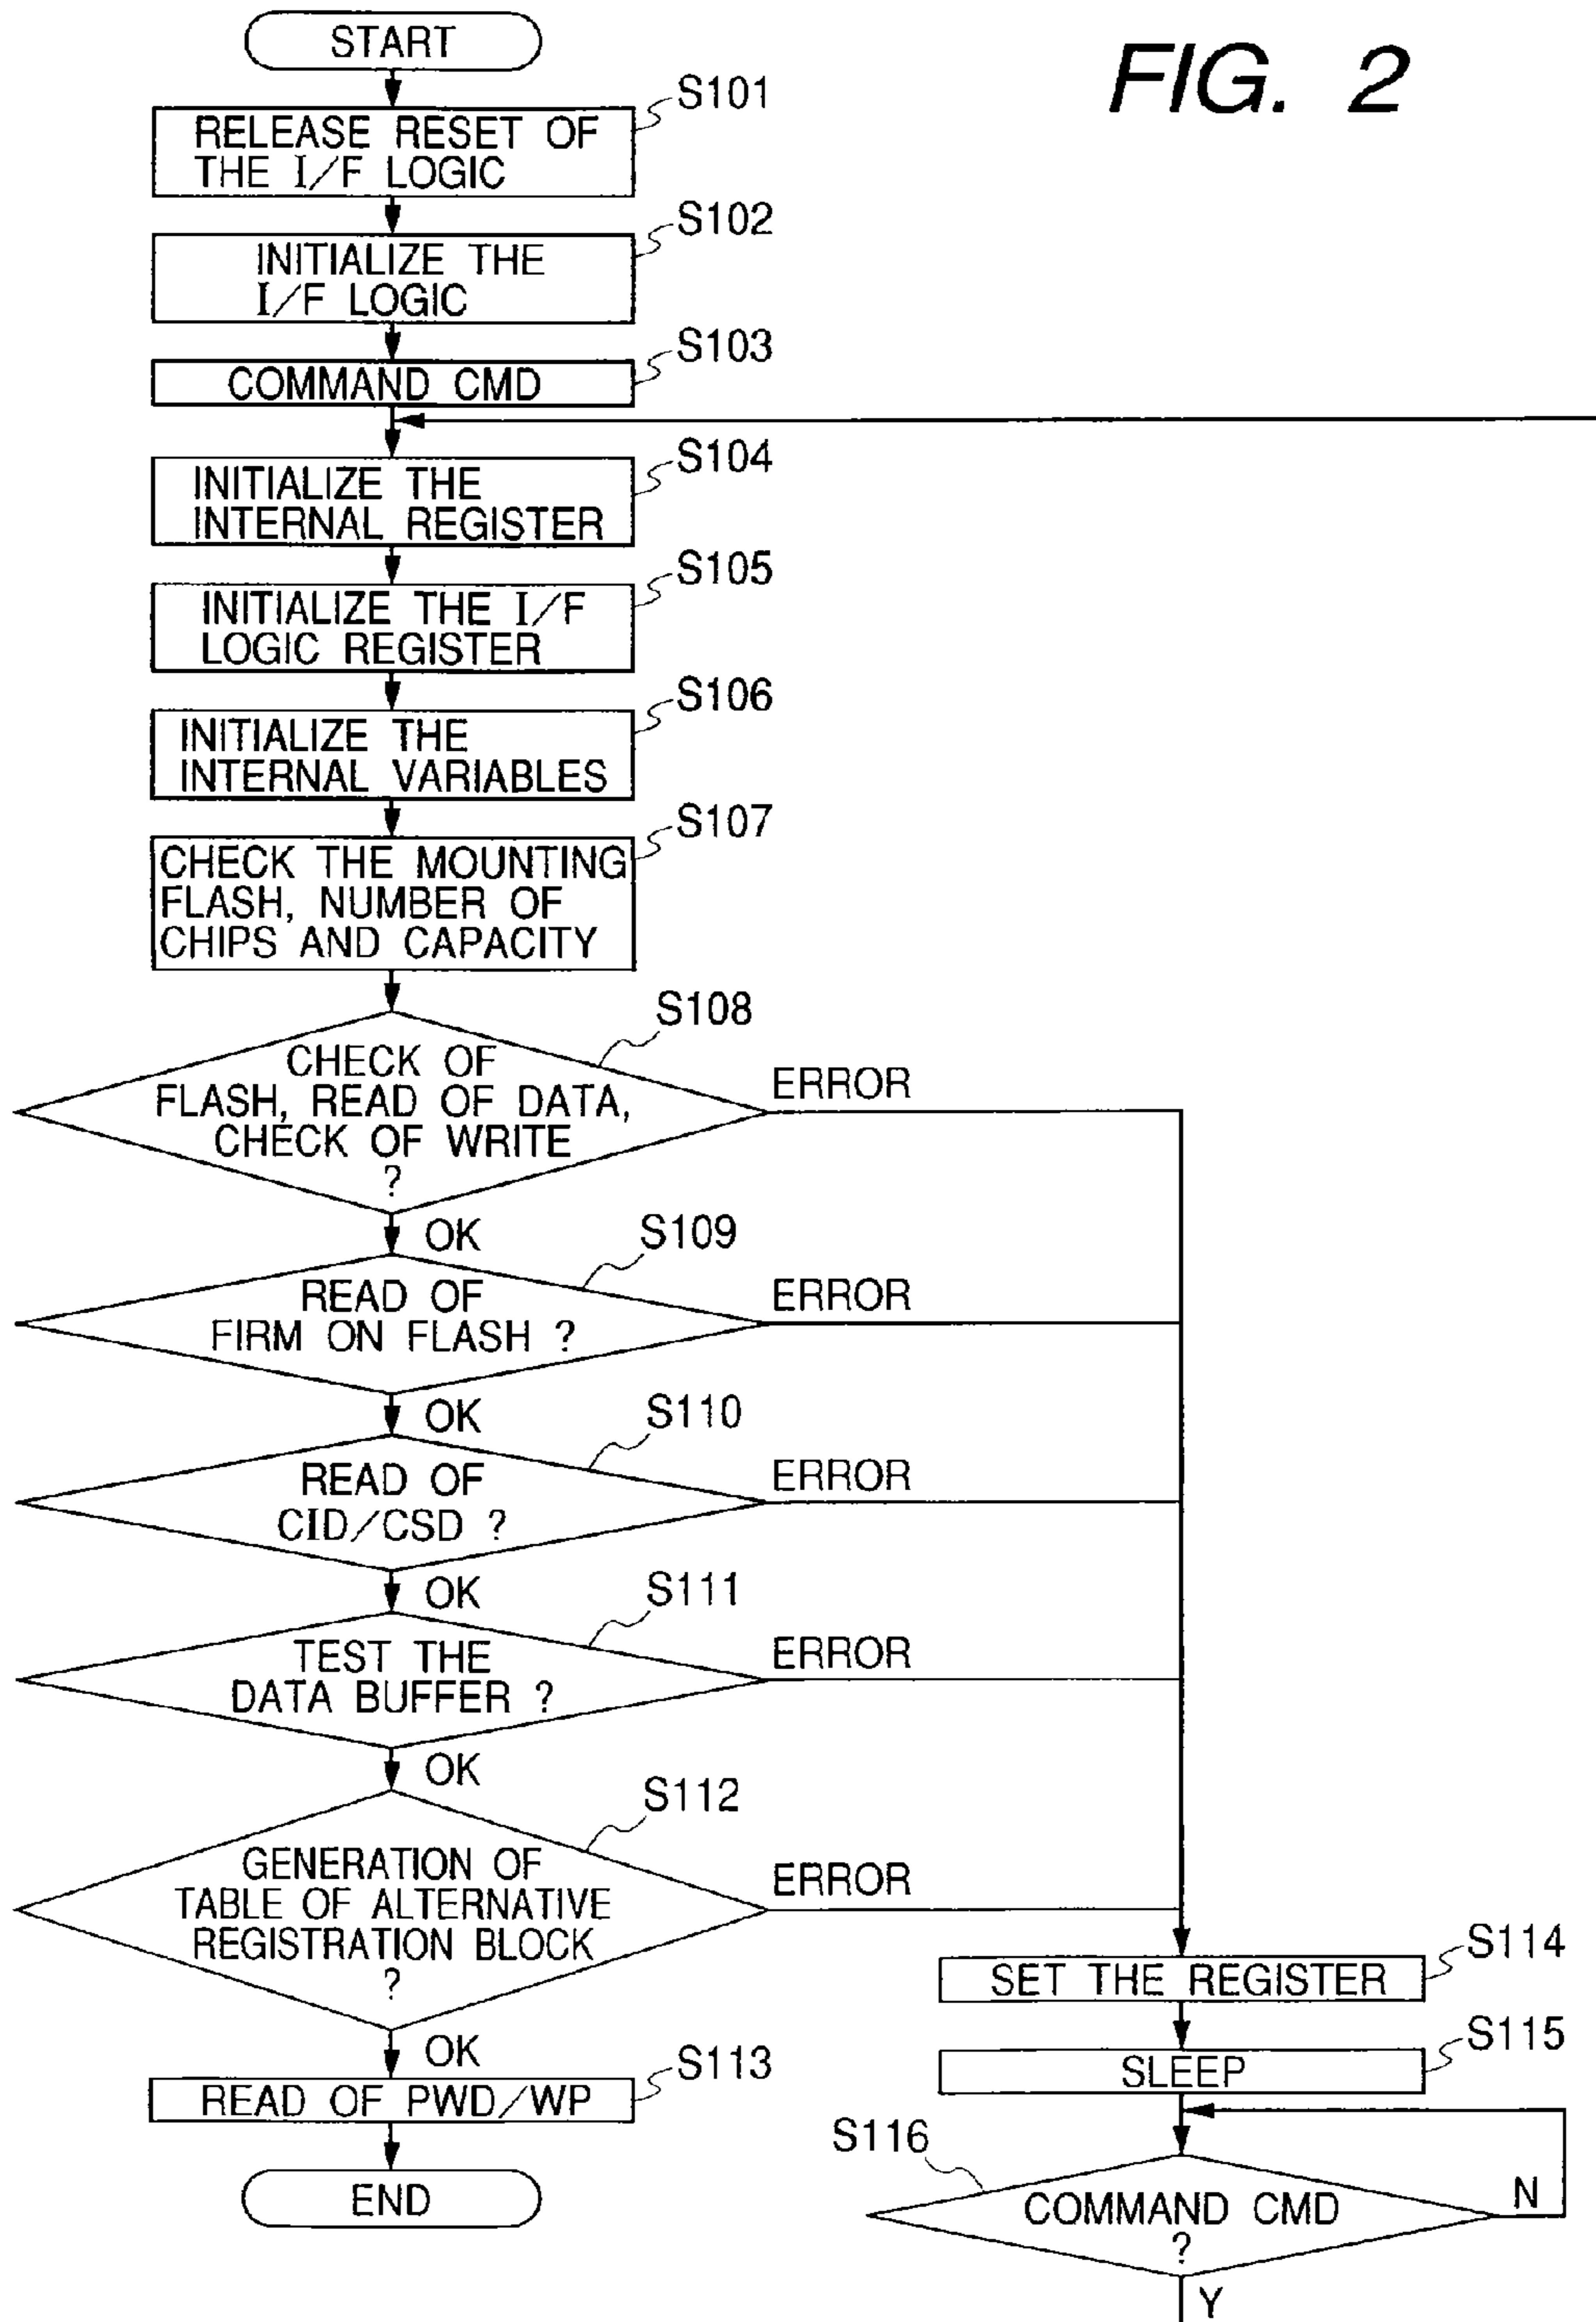 START
FIG. 2
S101
RELEASE RESET OF
THE I/F LOGIC
S102
INITIALIZE THE
I/F LOGIC
S103
COMMAND CMD
S104
INITIALIZE THE
INTERNAL REGISTER
S105
INITIALIZE THE I/F
LOGIC REGISTER
S106
INITIALIZE THE
INTERNAL VARIABLES
S107
CHECK THE MOUNTING
FLASH, NUMBER OF
CHIPS AND CAPACITY
S108
CHECK OF
FLASH, READ OF DATA,
CHECK OF WRITE
?
ERROR
OK
S109
READ OF
FIRM ON FLASH ?
ERROR
OK
S110
READ OF
CID/CSD ?
ERROR
OK
S111
TEST THE
DATA BUFFER ?
ERROR
OK
S112
GENERATION OF
TABLE OF ALTERNATIVE
REGISTRATION BLOCK
?
ERROR
OK
S113
READ OF PWD/WP
END
S114
SET THE REGISTER
S115
SLEEP
S116
COMMAND CMD
?
N
Y